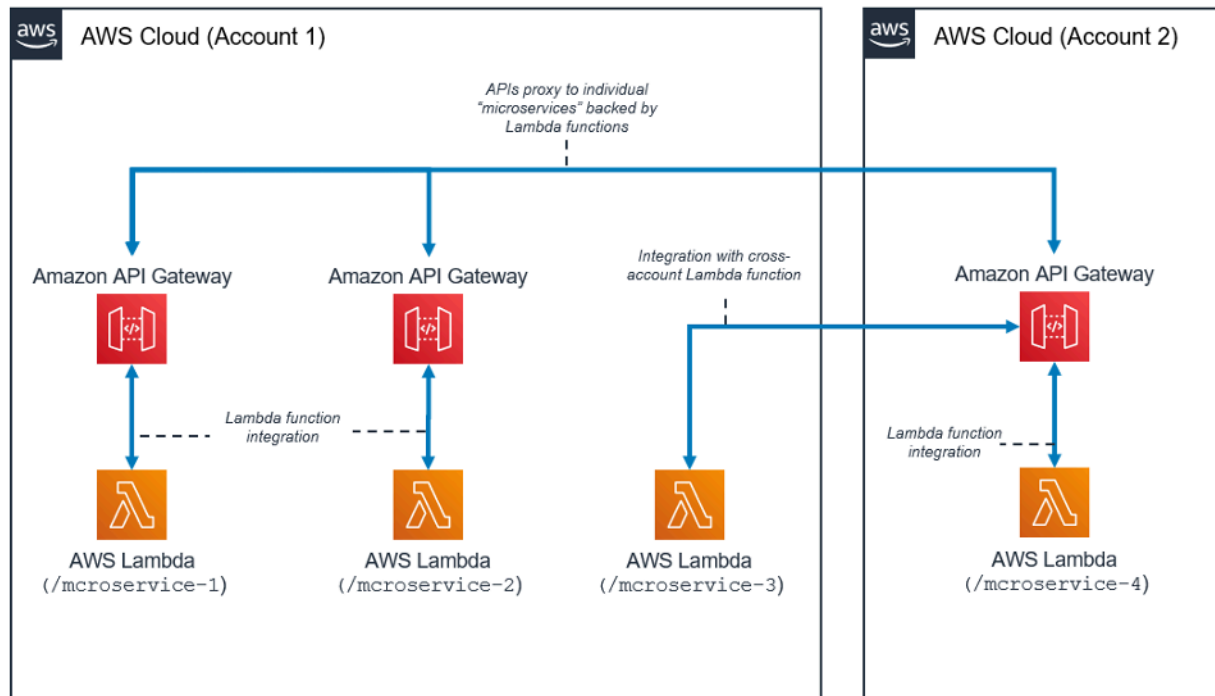 aws
AWS Cloud (Account 1)
aws
AWS Cloud (Account 2)
APIs proxy to individual
“microservices” backed by
Lambda functions
Amazon API Gateway
Amazon API Gateway
Integration with cross-
account Lambda function
Amazon API Gateway
Lambda function
integration
Lambda function
integration
AWS Lambda
(/mcroservice-1)
AWS Lambda
(/mcroservice-2)
AWS Lambda
(/mcroservice-3)
AWS Lambda
(/mcroservice-4)